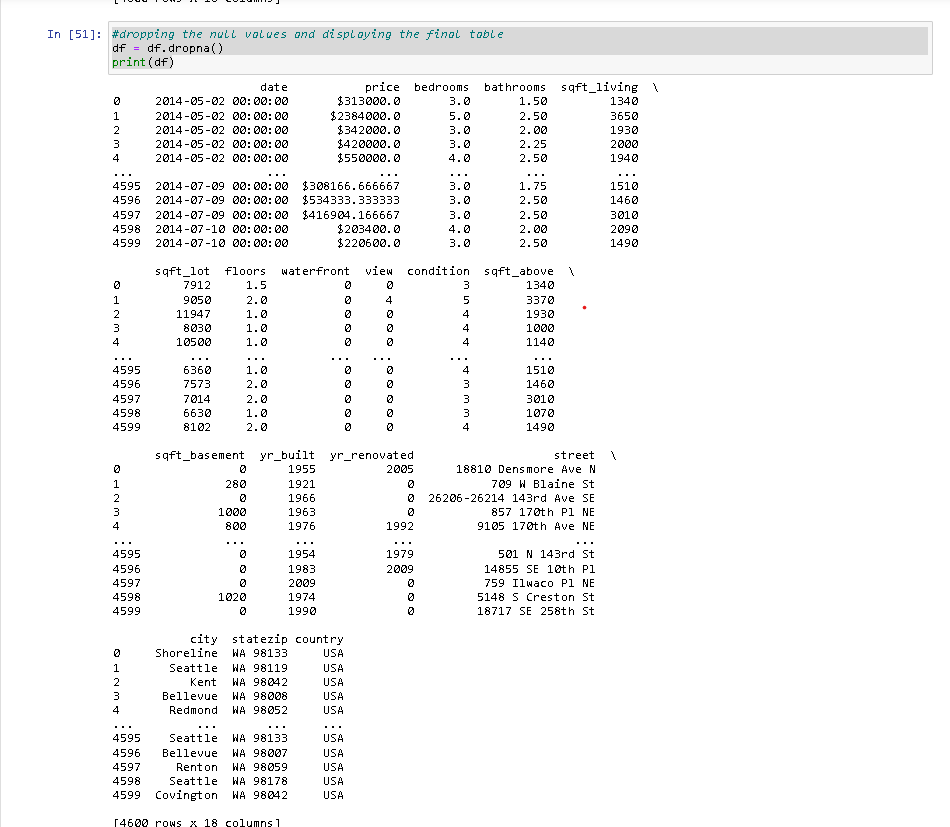 [4600 rows x 18 columns]
In [51]: #dropping the null values and displaying the final table
df = df.dropna()
print(df)
date price bedrooms bathrooms sqft_living \
0 2014-05-02 00:00:00 $313000.0 3.0 1.50 1340
1 2014-05-02 00:00:00 $2384000.0 5.0 2.50 3650
2 2014-05-02 00:00:00 $342000.0 3.0 2.00 1930
3 2014-05-02 00:00:00 $420000.0 3.0 2.25 2000
4 2014-05-02 00:00:00 $550000.0 4.0 2.50 1940
... ... ... ... ... ...
4595 2014-07-09 00:00:00 $308166.666667 3.0 1.75 1510
4596 2014-07-09 00:00:00 $534333.333333 3.0 2.50 1460
4597 2014-07-09 00:00:00 $416904.166667 3.0 2.50 3010
4598 2014-07-10 00:00:00 $203400.0 4.0 2.00 2090
4599 2014-07-10 00:00:00 $220600.0 3.0 2.50 1490
sqft_lot floors waterfront view condition sqft_above \
0 7912 1.5 0 0 3 1340
1 9050 2.0 0 4 5 3370
2 11947 1.0 0 0 4 1930
3 8030 1.0 0 0 4 1000
4 10500 1.0 0 0 4 1140
... ... ... ... ... ... ...
4595 6360 1.0 0 0 4 1510
4596 7573 2.0 0 0 3 1460
4597 7014 2.0 0 0 3 3010
4598 6630 1.0 0 0 3 1070
4599 8102 2.0 0 0 4 1490
sqft_basement yr_built yr_renovated street \
0 0 1955 2005 18810 Densmore Ave N
1 280 1921 0 709 W Blaine St
2 0 1966 0 26206-26214 143rd Ave SE
3 1000 1963 0 857 170th Pl NE
4 800 1976 1992 9105 170th Ave NE
... ... ... ... ...
4595 0 1954 1979 501 N 143rd St
4596 0 1983 2009 14855 SE 10th Pl
4597 0 2009 0 759 Ilwaco Pl NE
4598 1020 1974 0 5148 S Creston St
4599 0 1990 0 18717 SE 258th St
city statezip country
0 Shoreline WA 98133 USA
1 Seattle WA 98119 USA
2 Kent WA 98042 USA
3 Bellevue WA 98008 USA
4 Redmond WA 98052 USA
... ... ... ...
4595 Seattle WA 98133 USA
4596 Bellevue WA 98007 USA
4597 Renton WA 98059 USA
4598 Seattle WA 98178 USA
4599 Covington WA 98042 USA
[4600 rows x 18 columns]